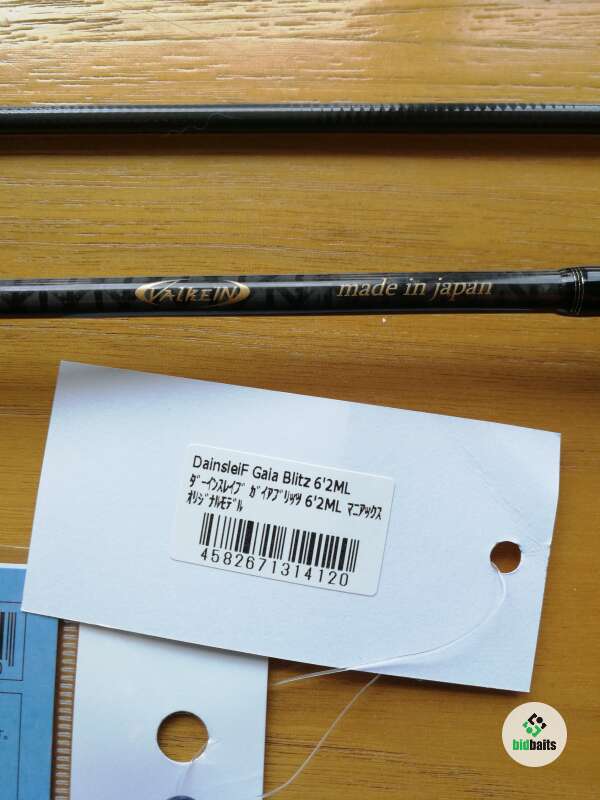 ValkeIN made in japan
DainsleiF Gaia Blitz 6'2ML
ﾀﾞｰｲﾝｽﾚｲﾌﾞ ｶﾞｲｱﾌﾞﾘｯﾂ 6'2ML ﾏﾆｱｯｸｽ
ｵﾘｼﾞﾅﾙﾓﾃﾞﾙ
4582671314120
bidbaits